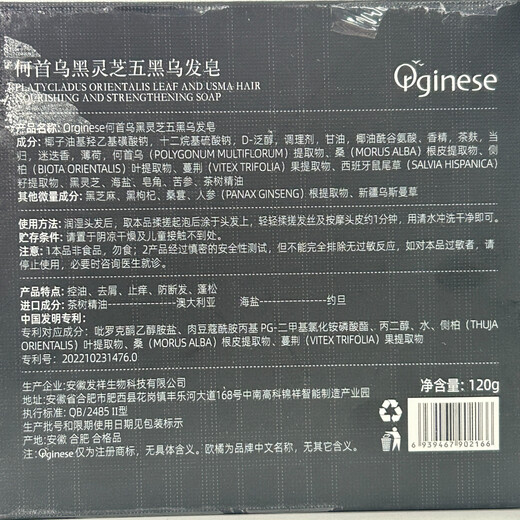 何首乌黑灵芝五黑乌发皂
PLATYCLADUS ORIENTALIS LEAF AND USMA HAIR
NOURISHING AND STRENGTHENING SOAP
Orginese
产品名称: Orginese何首乌黑灵芝五黑乌发皂
成分: 椰子油基羟乙基磺酸钠，十二烷基硫酸钠，D-泛醇，调理剂，甘油，椰油酰谷氨酸，香精，茶麸，当
归，迷迭香，薄荷，何首乌 (POLYGONUM MULTIFLORUM) 提取物、桑 (MORUS ALBA) 根皮提取物、侧
柏 (BIOTA ORIENTALIS) 叶提取物、蔓荆 (VITEX TRIFOLIA) 果提取物、西班牙鼠尾草 (SALVIA HISPANICA)
籽提取物、黑灵芝、海盐、皂角、苦参、茶树精油
其他微量成分: 黑芝麻、黑枸杞、桑葚、人参 (PANAX GINSENG) 根提取物、新疆乌斯曼草
使用方法: 润湿头发后，取本品揉搓起泡后涂于头发上，轻轻揉搓发丝及按摩头皮约1分钟，用清水冲洗干净即可。
贮存条件: 请置于阴凉干燥及儿童接触不到处。
注意: 1本品非食品，勿食；2产品经过慎密的安全性测试，但不能完全排除无过敏反应，如对本品过敏者，请
停止使用，必要时咨询医生就诊。
产品特点: 控油、去屑、止痒、防断发、蓬松
进口成分: 茶树精油------澳大利亚 海盐------约旦
中国发明专利:
专利对应成分: 吡罗克酮乙醇胺盐、肉豆蔻酰胺丙基 PG-二甲基氯化铵磷酸酯、丙二醇、水、侧柏 (THUJA
ORIENTALIS) 叶提取物、桑 (MORUS ALBA) 根皮提取物、蔓荆 (VITEX TRIFOLIA) 果提取物
专利号: 202210231476.0
生产企业: 安徽发祥生物科技有限公司
地址: 安徽省合肥市肥西县花岗镇丰乐河大道168号中南高科锦祥智能制造产业园
执行标准: QB/2485 II型
生产批号和限期使用日期见包装标示
产地: 安徽 合肥 合格品
注: Orginese仅为注册商标，无具体含义。欧橘为品牌中文名称，无其它含义。
净含量: 120g
6 939467 902166